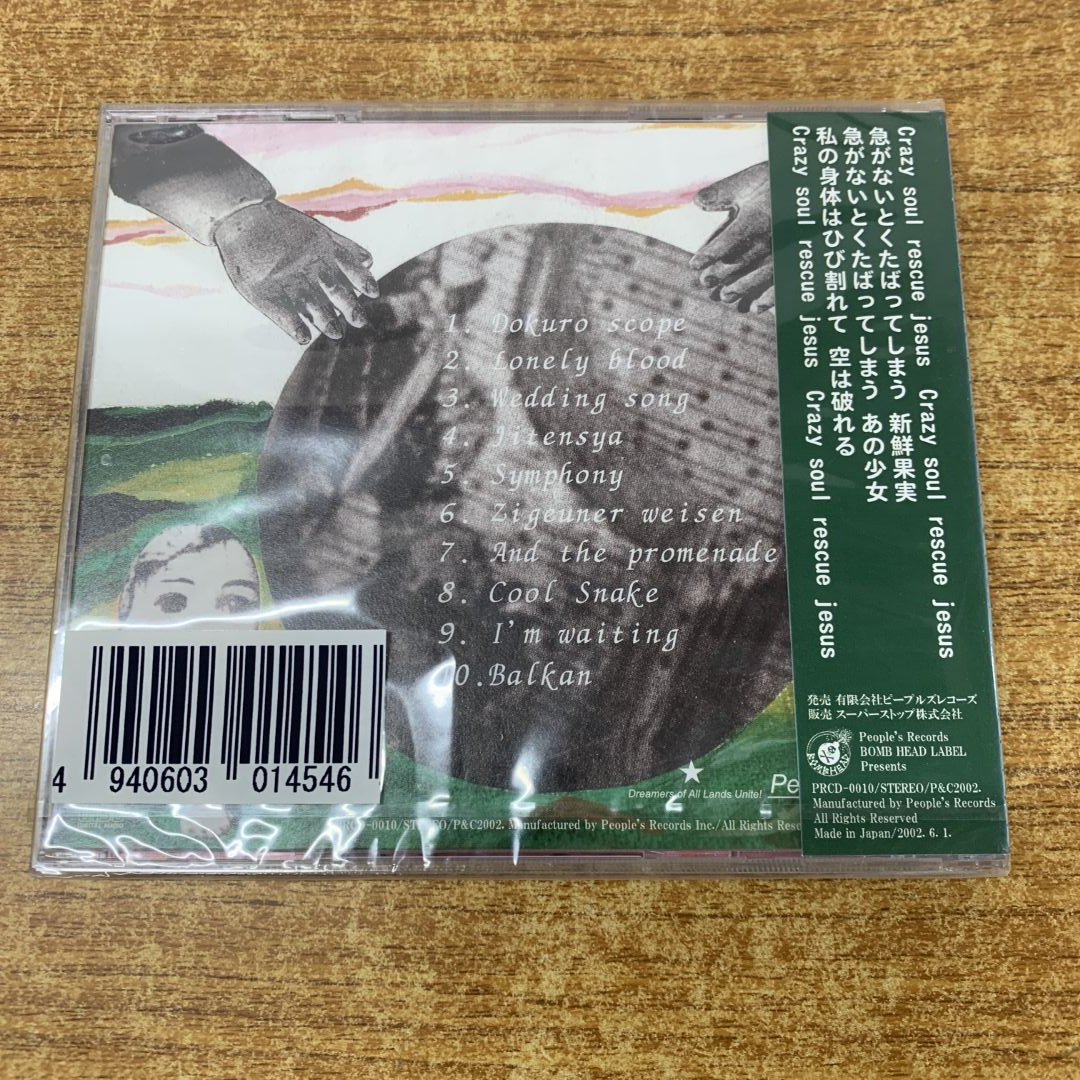 1. Dokuro scope
2. Lonely blood
3. Wedding song
4. Jitensya
5. Symphony
6. Zigeuner weisen
7. And the promenade
8. Cool Snake
9. I'm waiting
10.Balkan
4 940603 014546
Dreamers of All Lands Unite! Pe
PRCD-0010/STEREO/P&C2002. Manufactured by People's Records Inc./All Rights Resc
Crazy soul rescue jesus Crazy soul rescue jesus
急がないとくたばってしまう 新鮮果実
急がないとくたばってしまう あの少女
私の身体はひび割れて 空は破れる
Crazy soul rescue jesus Crazy soul rescue jesus
発売 有限会社ピープルズレコーズ
販売 スーパーストップ株式会社
BOMBHEAD
People's Records
BOMB HEAD LABEL
Presents
PRCD-0010/STEREO/P&C2002.
Manufactured by People's Records
All Rights Reserved
Made in Japan/2002. 6. 1.